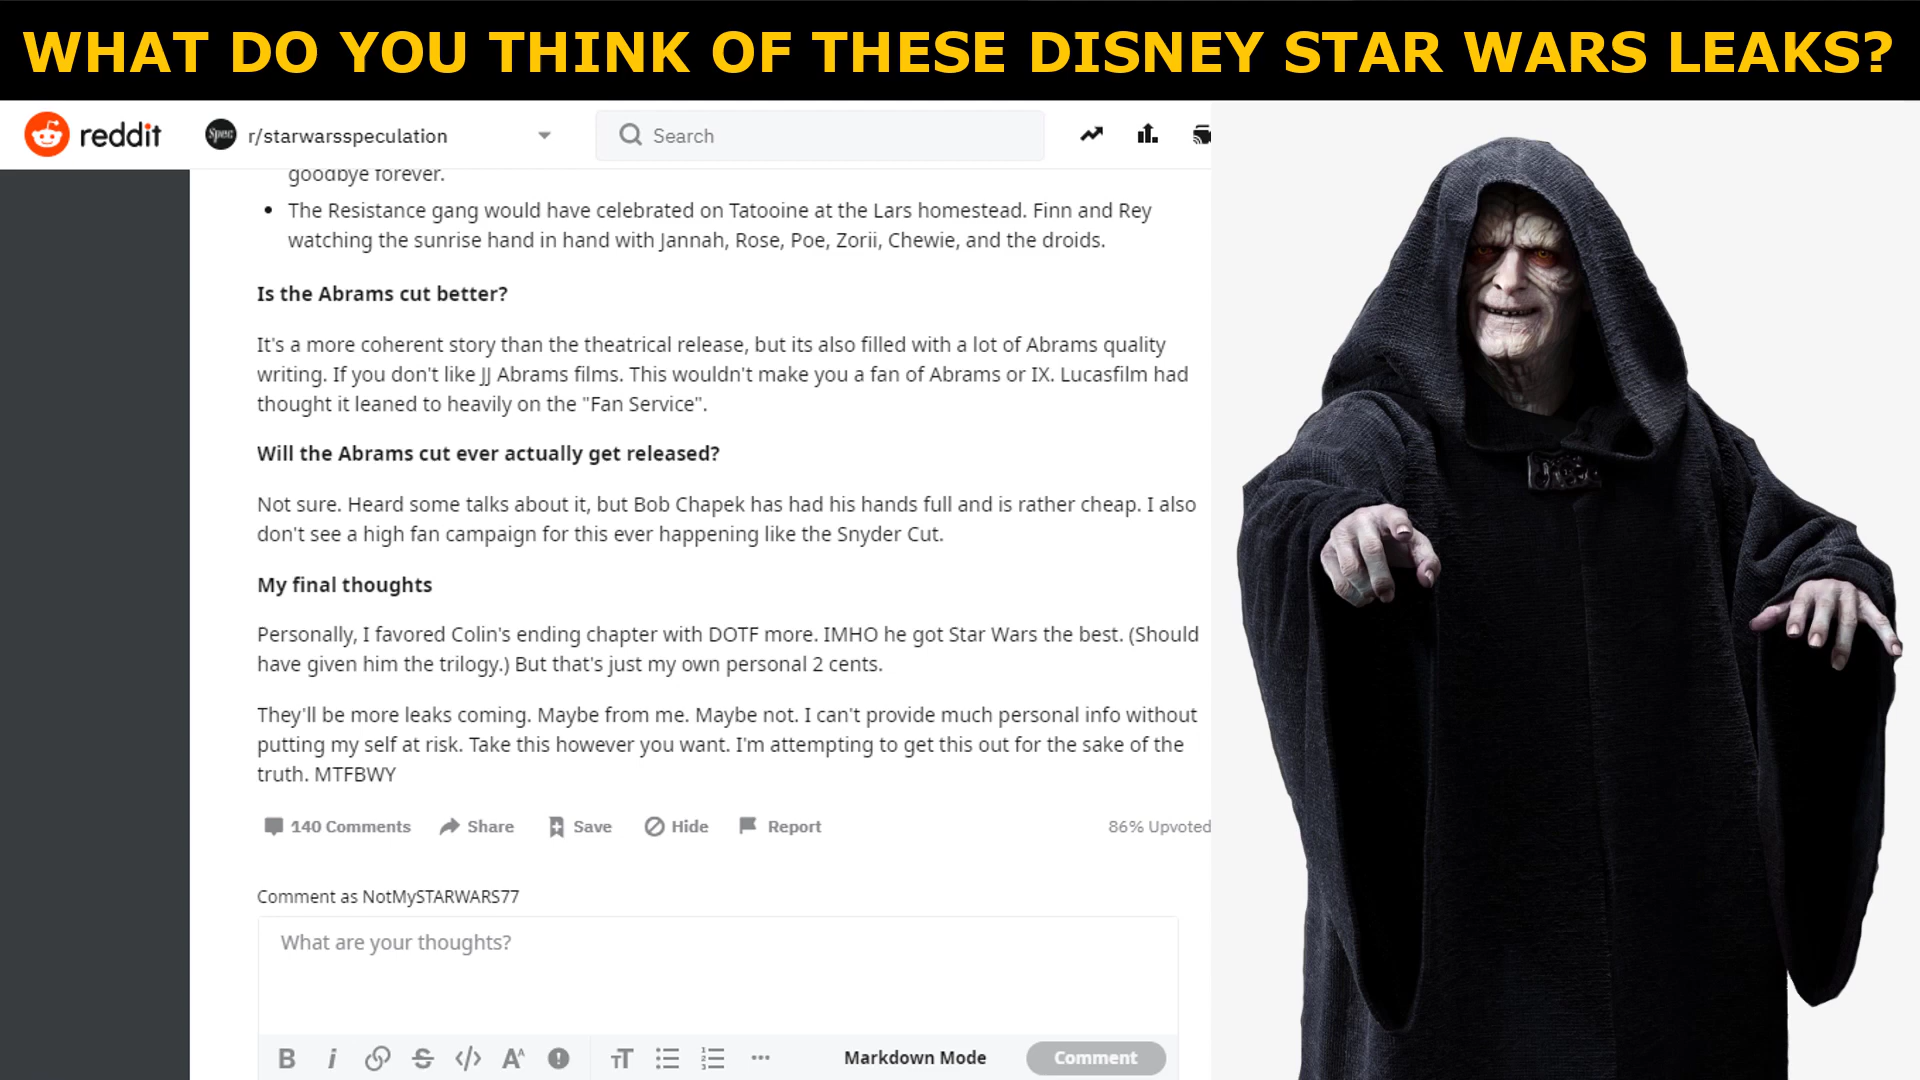 WHAT DO YOU THINK OF THESE DISNEY STAR WARS LEAKS?
reddit
Spec
r/starwarsspeculation
Search
goodbye forever.
• The Resistance gang would have celebrated on Tatooine at the Lars homestead. Finn and Rey
watching the sunrise hand in hand with Jannah, Rose, Poe, Zorii, Chewie, and the droids.
Is the Abrams cut better?
It's a more coherent story than the theatrical release, but its also filled with a lot of Abrams quality
writing. If you don't like JJ Abrams films. This wouldn't make you a fan of Abrams or IX. Lucasfilm had
thought it leaned to heavily on the "Fan Service".
Will the Abrams cut ever actually get released?
Not sure. Heard some talks about it, but Bob Chapek has had his hands full and is rather cheap. I also
don't see a high fan campaign for this ever happening like the Snyder Cut.
My final thoughts
Personally, I favored Colin's ending chapter with DOTF more. IMHO he got Star Wars the best. (Should
have given him the trilogy.) But that's just my own personal 2 cents.
They'll be more leaks coming. Maybe from me. Maybe not. I can't provide much personal info without
putting my self at risk. Take this however you want. I'm attempting to get this out for the sake of the
truth. MTFBWY
140 Comments Share Save Hide Report 86% Upvoted
Comment as NotMySTARWARS77
What are your thoughts?
B i S </> A^ T Markdown Mode Comment